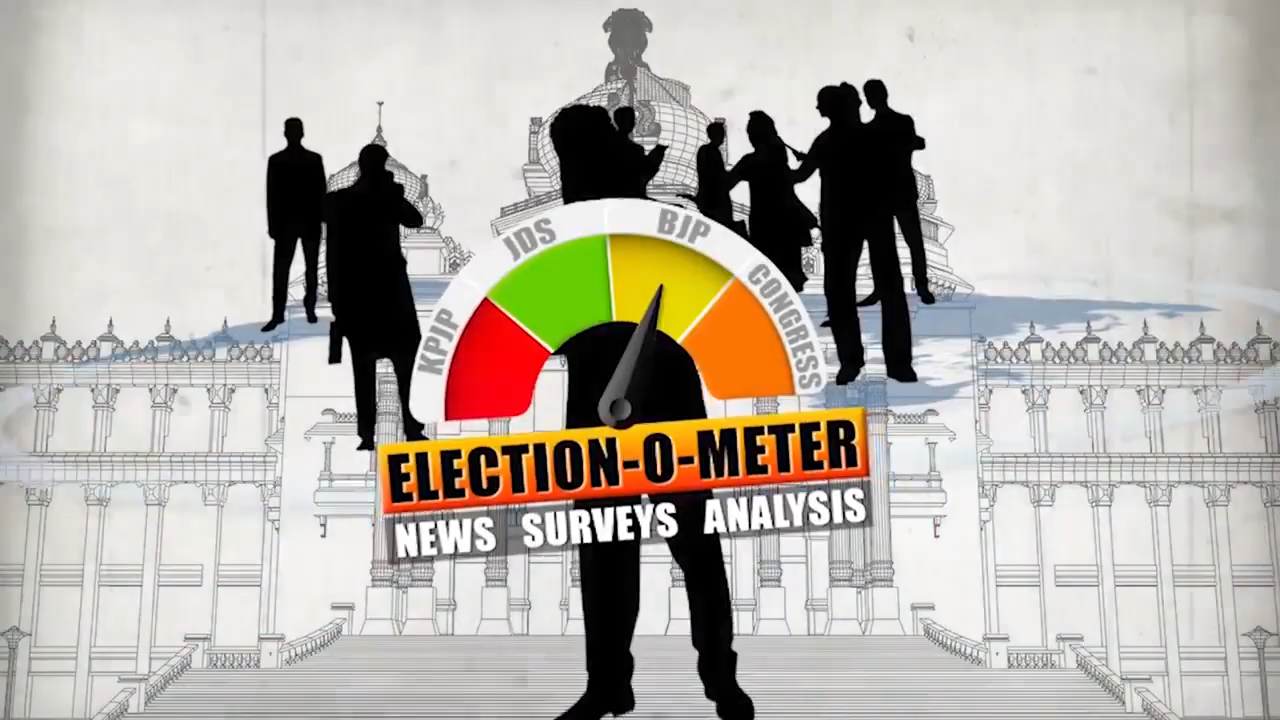 KPJP
JDS
BJP
CONGRESS
ELECTION-O-METER
NEWS SURVEYS ANALYSIS